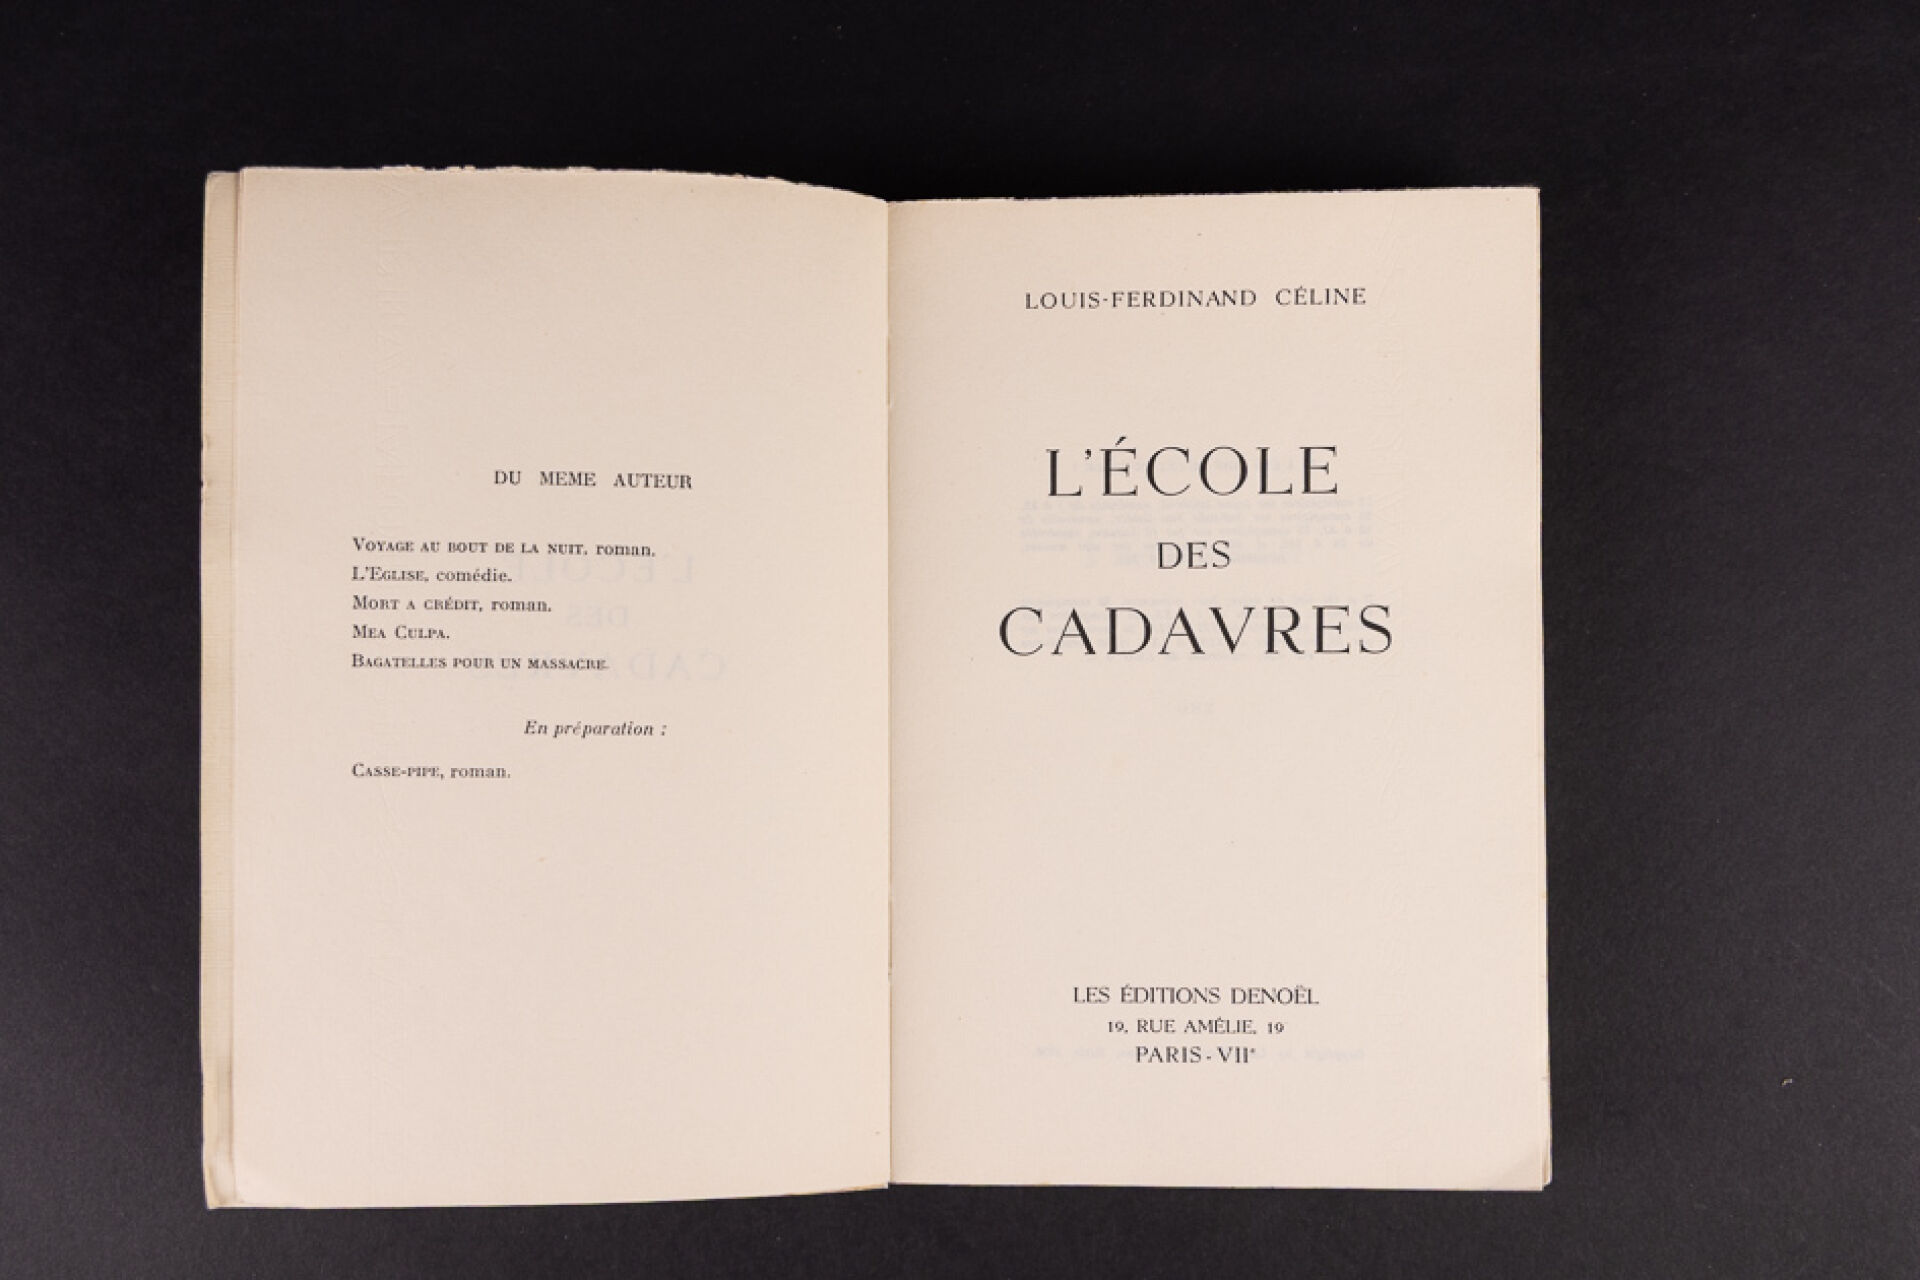 DU MEME AUTEUR
VOYAGE AU BOUT DE LA NUIT, roman.
L'EGLISE, comédie.
MORT A CRÉDIT, roman.
MEA CULPA.
BAGATELLES POUR UN MASSACRE.
En préparation :
CASSE-PIPE, roman.
LOUIS-FERDINAND CÉLINE
L'ÉCOLE
DES
CADAVRES
LES ÉDITIONS DENOËL
19, RUE AMÉLIE, 19
PARIS-VIIe